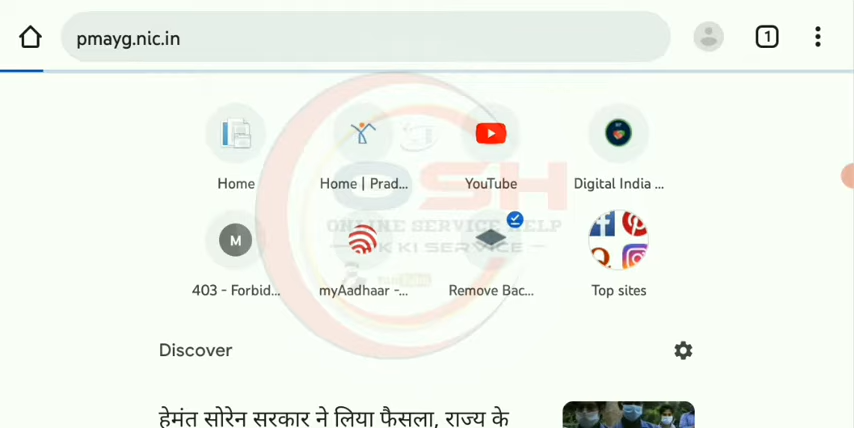 pmayg.nic.in
1
Home
Home | Prad...
YouTube
Digital India ...
OSH
ONLINE SERVICE HELP
M
403 - Forbid...
myAadhaar -...
Remove Bac...
Top sites
Discover
हेमंत सोरेन सरकार ने लिया फैसला, राज्य के